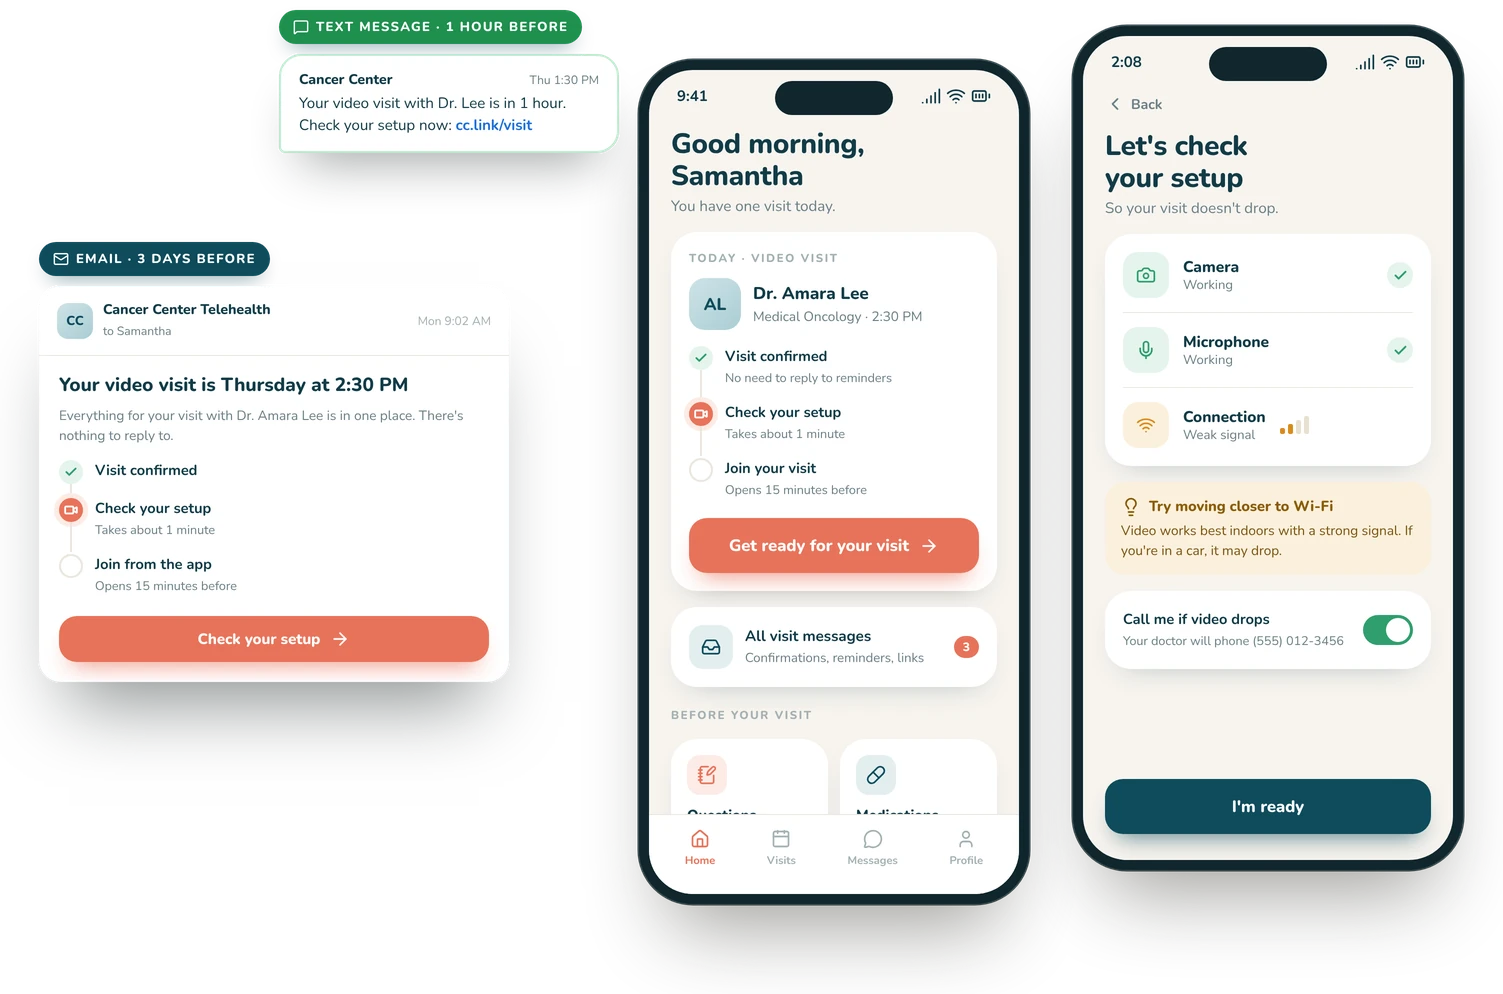 TEXT MESSAGE · 1 HOUR BEFORE
Cancer Center
Thu 1:30 PM
Your video visit with Dr. Lee is in 1 hour.
Check your setup now: cc.link/visit
EMAIL · 3 DAYS BEFORE
CC
Cancer Center Telehealth
to Samantha
Mon 9:02 AM
Your video visit is Thursday at 2:30 PM
Everything for your visit with Dr. Amara Lee is in one place. There's
nothing to reply to.
Visit confirmed
Check your setup
Takes about 1 minute
Join from the app
Opens 15 minutes before
Check your setup
9:41
Good morning,
Samantha
You have one visit today.
TODAY · VIDEO VISIT
AL
Dr. Amara Lee
Medical Oncology · 2:30 PM
Visit confirmed
No need to reply to reminders
Check your setup
Takes about 1 minute
Join your visit
Opens 15 minutes before
Get ready for your visit
All visit messages
Confirmations, reminders, links
3
BEFORE YOUR VISIT
Questions
Medications
Home
Visits
Messages
Profile
2:08
Back
Let's check
your setup
So your visit doesn't drop.
Camera
Working
Microphone
Working
Connection
Weak signal
Try moving closer to Wi-Fi
Video works best indoors with a strong signal. If
you're in a car, it may drop.
Call me if video drops
Your doctor will phone (555) 012-3456
I'm ready